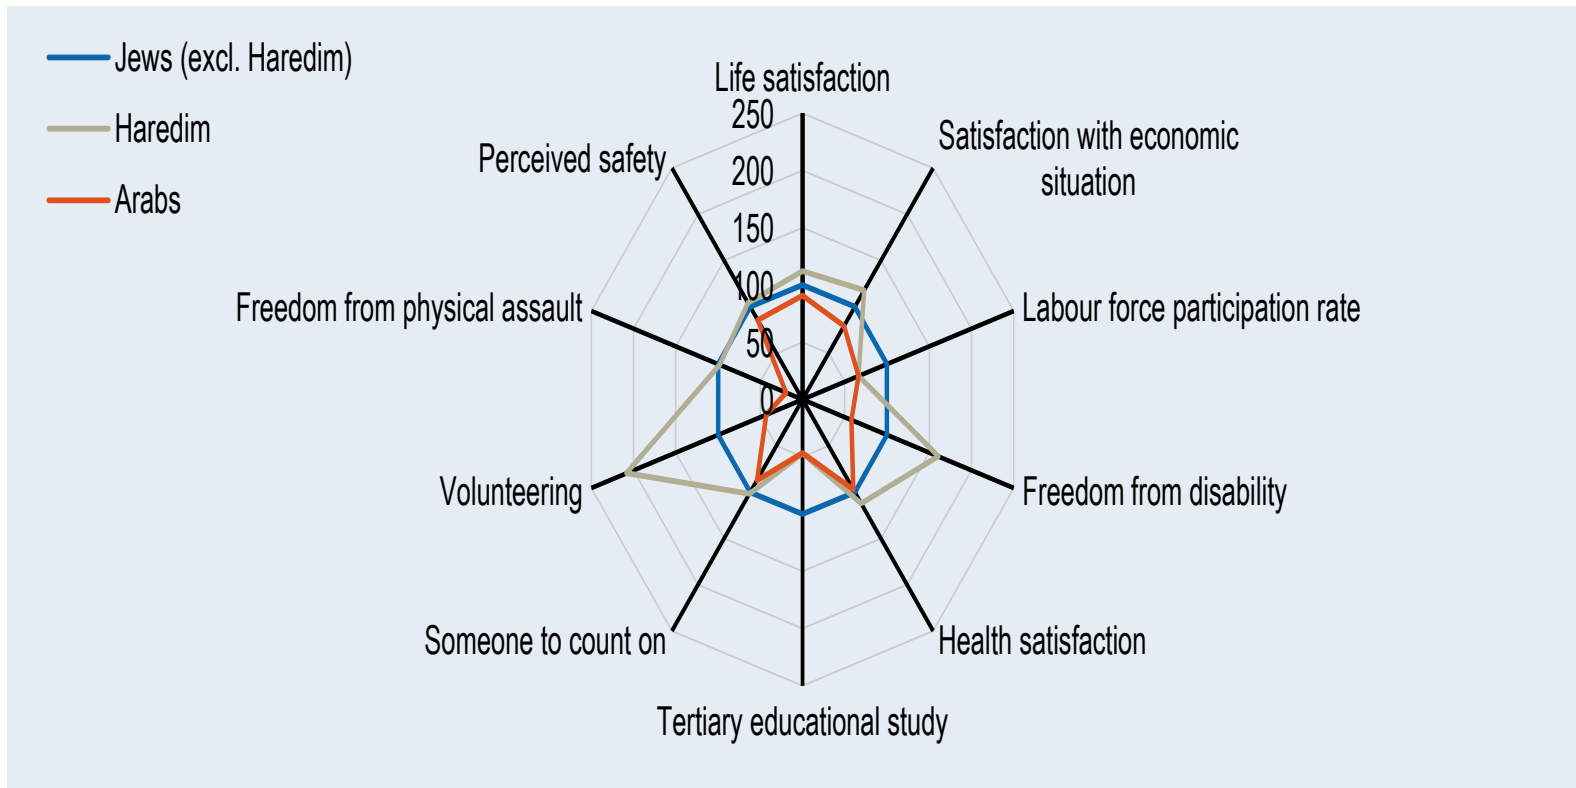 Jews (excl. Haredim)
Haredim
Arabs
Life satisfaction
Satisfaction with economic
situation
Labour force participation rate
Freedom from disability
Health satisfaction
Tertiary educational study
Someone to count on
Volunteering
Freedom from physical assault
Perceived safety
250
200
150
100
50
0